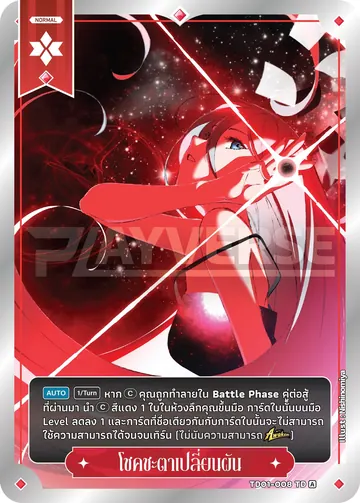 NORMAL
PLAYVERSE
AUTO 1/Turn หาก Ⓒ คุณถูกทำลายใน Battle Phase คู่ต่อสู้
ที่ผ่านมา นำ Ⓒ สีแดง 1 ใบในห้วงลึกคุณขึ้นมือ การ์ดใบนั้นบนมือ
Level ลดลง 1 และการ์ดที่ชื่อเดียวกันกับการ์ดใบนั้นจะไม่สามารถ
ใช้ความสามารถได้จนจบเทิร์น (ไม่นับความสามารถ
Illust : Nishinomiya
โชคชะตาเปลี่ยนผัน
TD01-008 TD Ⓐ